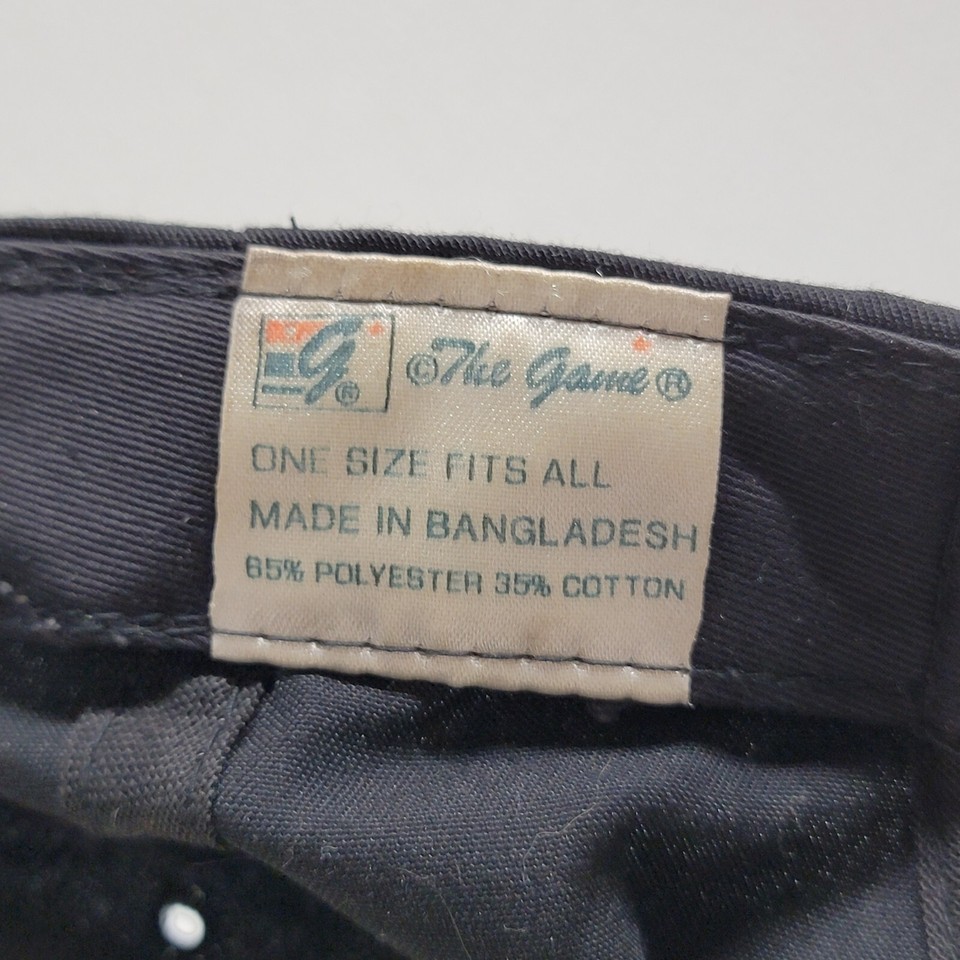 G® ©The Game®
ONE SIZE FITS ALL
MADE IN BANGLADESH
65% POLYESTER 35% COTTON